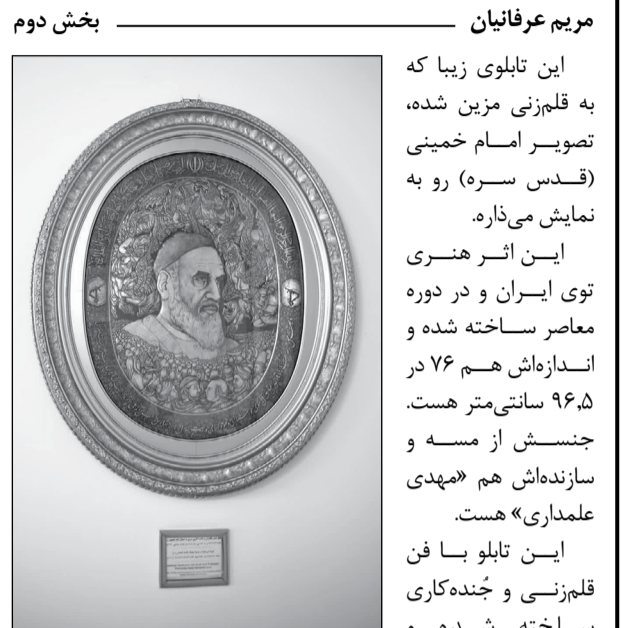 مریم عرفانیان
بخش دوم
این تابلوی زیبا که
به قلم‌زنی مزین شده،
تصویر امام خمینی
(قدس سره) رو به
نمایش می‌ذاره.
این اثر هنری
توی ایران و در دوره
معاصر ساخته شده و
اندازه‌اش هم ۷۶ در
۹۶٫۵ سانتی‌متر هست.
جنسش از مسه و
سازنده‌اش هم «مهدی
علمداری» هست.
این تابلو با فن
قلم‌زنی و جُنده‌کاری